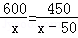 600/x = 450/(x−50)